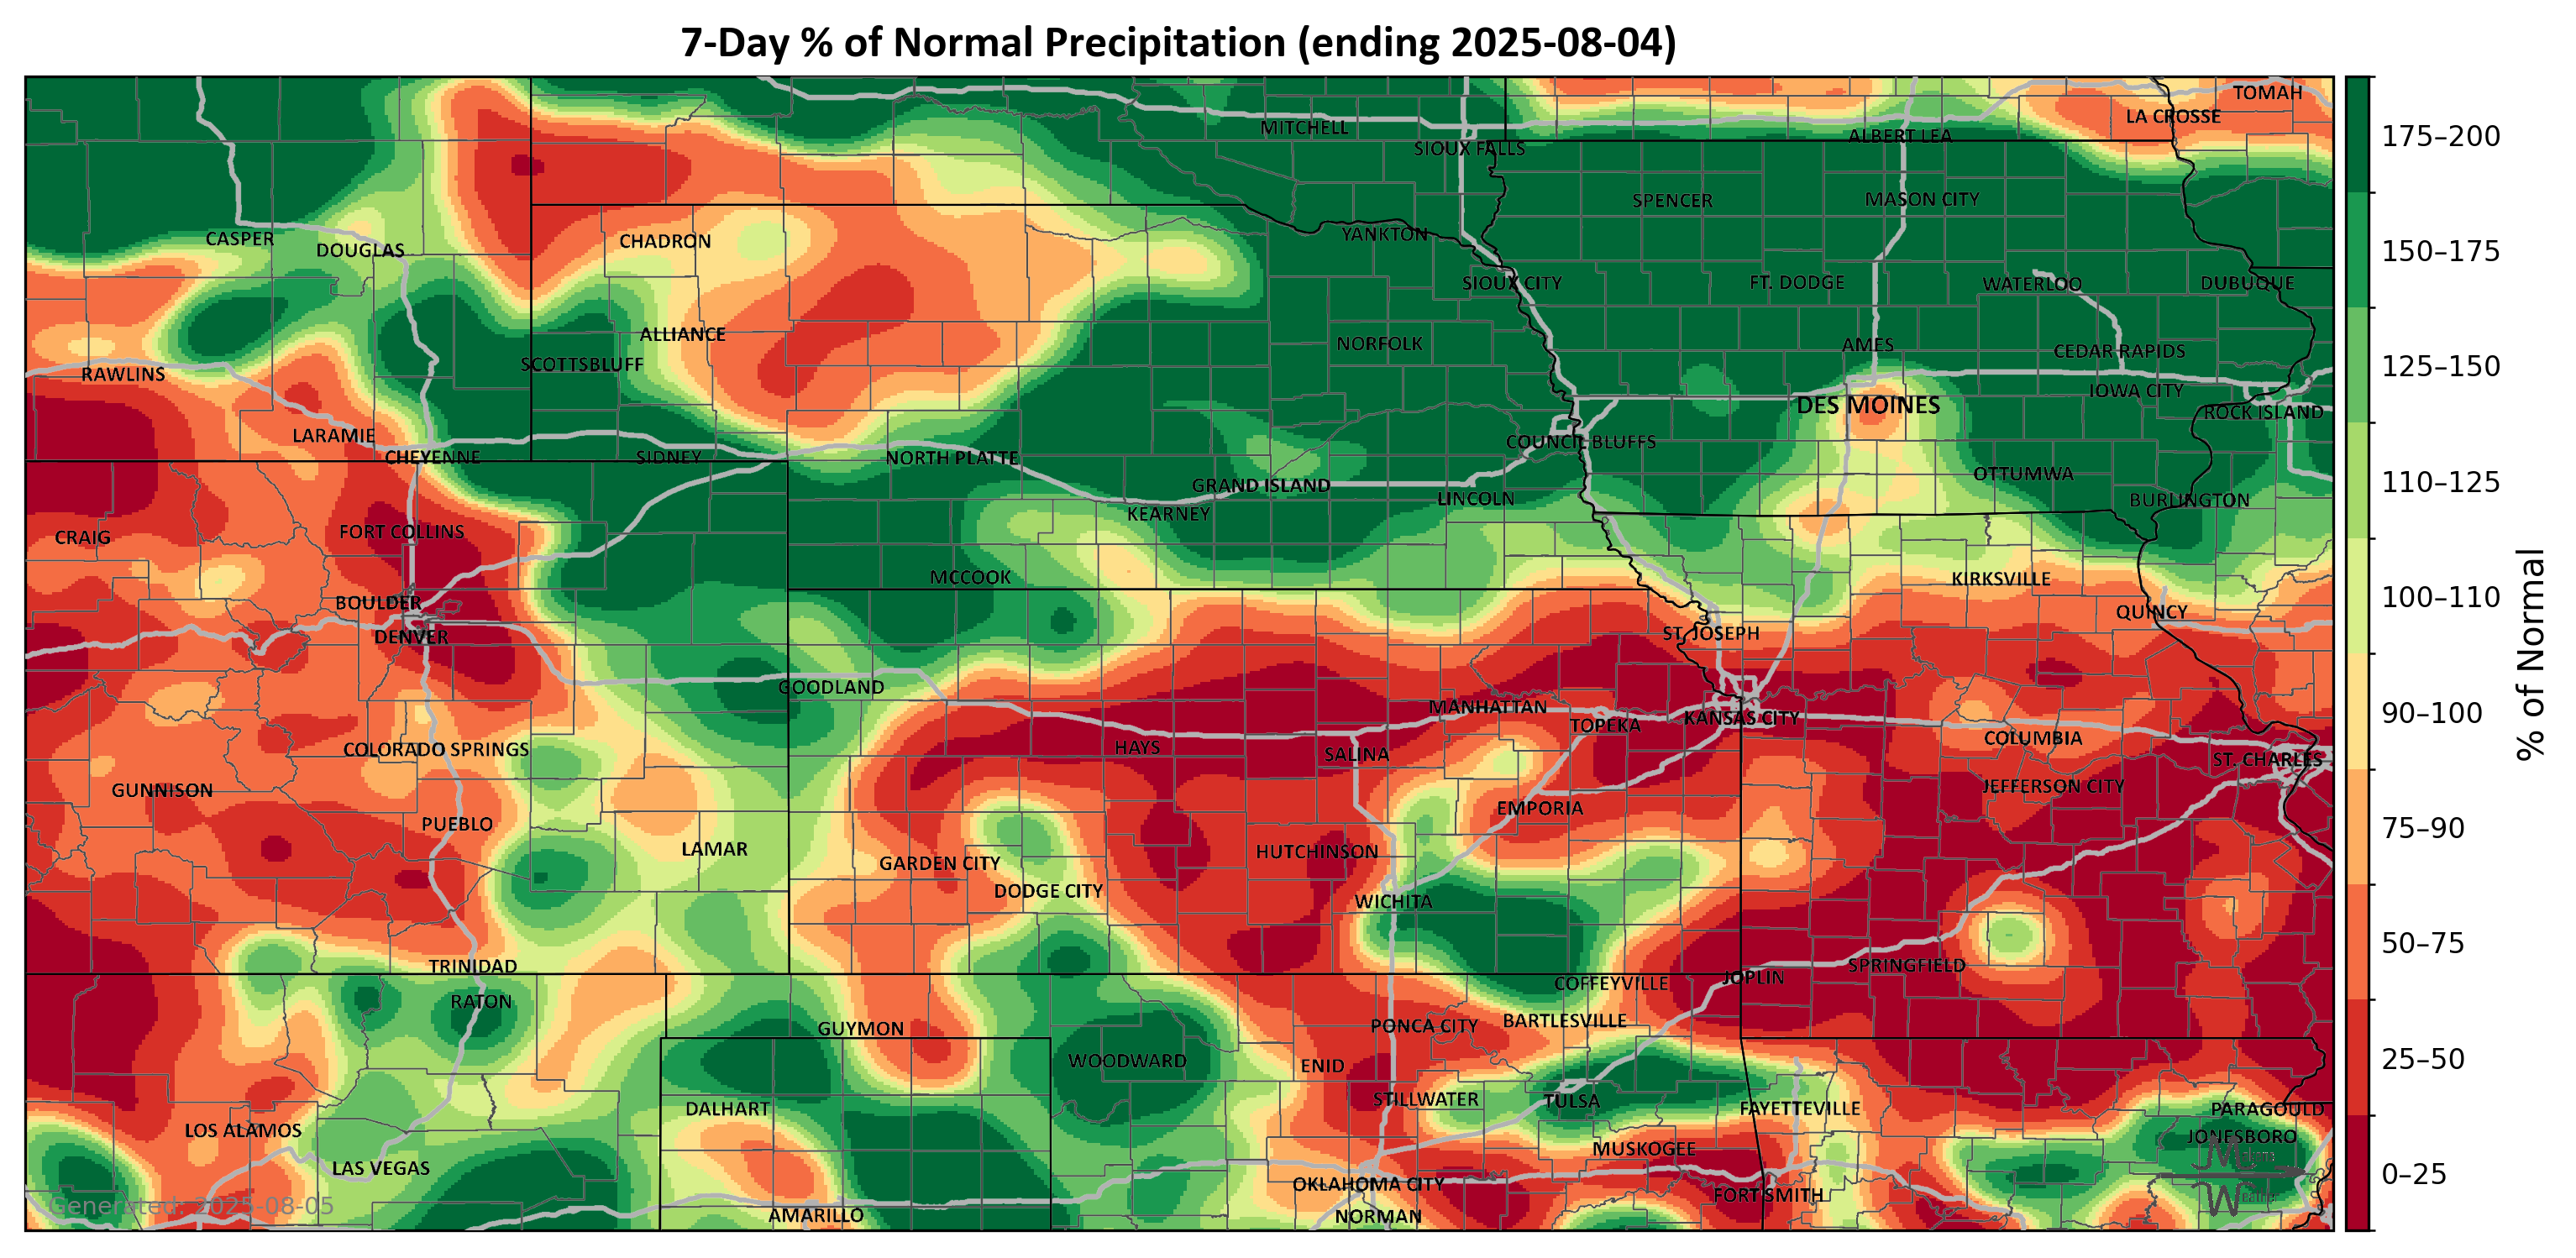 7-Day % of Normal Precipitation (ending 2025-08-04)
TOMAH
LA CROSSE
MITCHELL
ALBERT LEA
SIOUX FALLS
SPENCER
MASON CITY
CASPER
DOUGLAS
CHADRON
YANKTON
SIOUX CITY
FT. DODGE
WATERLOO
DUBUQUE
ALLIANCE
NORFOLK
AMES
CEDAR RAPIDS
SCOTTSBLUFF
RAWLINS
IOWA CITY
DES MOINES
ROCK ISLAND
LARAMIE
COUNCIL BLUFFS
CHEYENNE
SIDNEY
NORTH PLATTE
OTTUMWA
GRAND ISLAND
LINCOLN
BURLINGTON
KEARNEY
FORT COLLINS
CRAIG
MCCOOK
KIRKSVILLE
BOULDER
QUINCY
DENVER
ST. JOSEPH
GOODLAND
MANHATTAN
TOPEKA
KANSAS CITY
COLUMBIA
COLORADO SPRINGS
HAYS
SALINA
ST. CHARLES
GUNNISON
JEFFERSON CITY
EMPORIA
PUEBLO
LAMAR
HUTCHINSON
GARDEN CITY
DODGE CITY
WICHITA
TRINIDAD
SPRINGFIELD
JOPLIN
COFFEYVILLE
RATON
GUYMON
PONCA CITY
BARTLESVILLE
WOODWARD
ENID
DALHART
STILLWATER
TULSA
FAYETTEVILLE
PARAGOULD
LOS ALAMOS
JONESBORO
MUSKOGEE
LAS VEGAS
OKLAHOMA CITY
FORT SMITH
AMARILLO
NORMAN
Generated: 2025-08-05
175–200
150–175
125–150
110–125
100–110
90–100
75–90
50–75
25–50
0–25
% of Normal